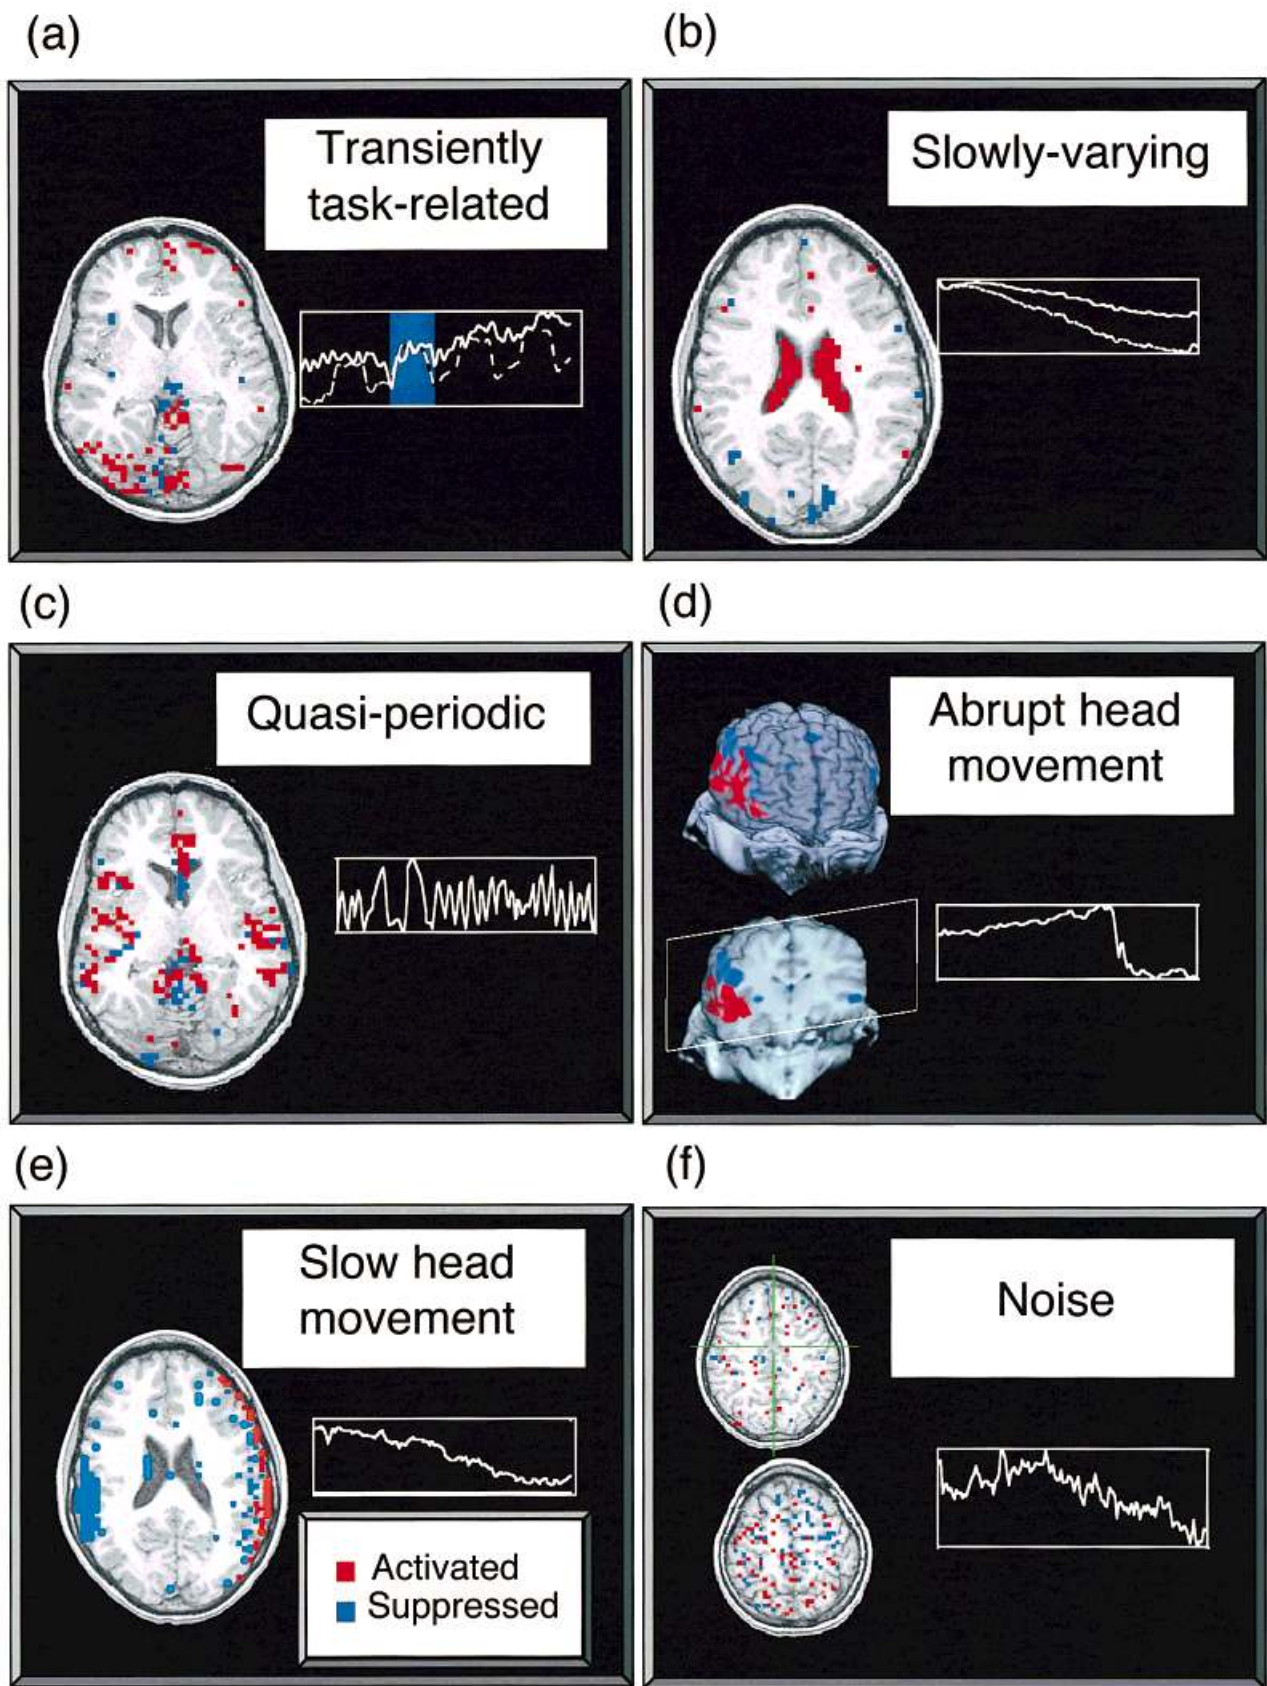 (a)
Transiently
task-related
(b)
Slowly-varying
(c)
Quasi-periodic
(d)
Abrupt head
movement
(e)
Slow head
movement
Activated
Suppressed
(f)
Noise